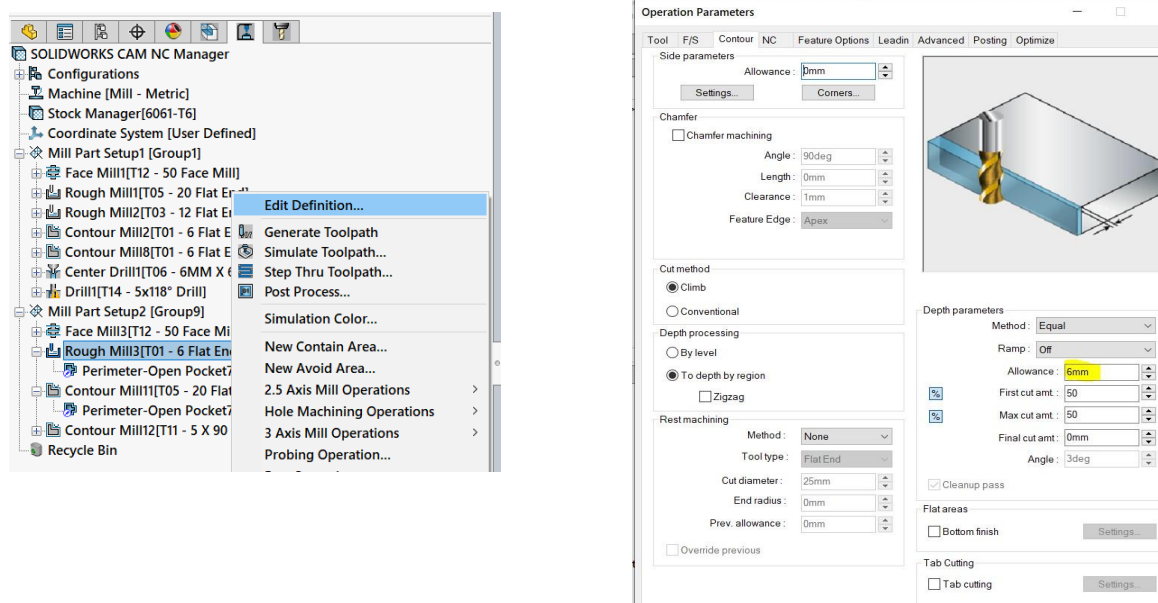 SOLIDWORKS CAM NC Manager
Configurations
Machine [Mill - Metric]
Stock Manager[6061-T6]
Coordinate System [User Defined]
Mill Part Setup1 [Group1]
Face Mill1[T12 - 50 Face Mill]
Rough Mill1[T05 - 20 Flat End]
Rough Mill2[T03 - 12 Flat E
Contour Mill2[T01 - 6 Flat E
Contour Mill8[T01 - 6 Flat E
Center Drill1[T06 - 6MM X 6
Drill1[T14 - 5x118° Drill]
Mill Part Setup2 [Group9]
Face Mill3[T12 - 50 Face Mi
Rough Mill3[T01 - 6 Flat En
Perimeter-Open Pocket7
Contour Mill11[T05 - 20 Flat
Perimeter-Open Pocket7
Contour Mill12[T11 - 5 X 90
Recycle Bin
Edit Definition...
Generate Toolpath
Simulate Toolpath...
Step Thru Toolpath...
Post Process...
Simulation Color...
New Contain Area...
New Avoid Area...
2.5 Axis Mill Operations
Hole Machining Operations
3 Axis Mill Operations
Probing Operation...
Operation Parameters
Tool F/S Contour NC Feature Options Leadin Advanced Posting Optimize
Side parameters
Allowance : 0mm
Settings... Corners...
Chamfer
Chamfer machining
Angle : 90deg
Length : 0mm
Clearance : 1mm
Feature Edge : Apex
Cut method
Climb
Conventional
Depth processing
By level
To depth by region
Zigzag
Rest machining
Method : None
Tool type : Flat End
Cut diameter : 25mm
End radius : 0mm
Prev. allowance : 0mm
Override previous
Depth parameters
Method : Equal
Ramp : Off
Allowance : 6mm
% First cut amt. : 50
% Max cut amt. : 50
Final cut amt : 0mm
Angle : 3deg
Cleanup pass
Flat areas
Bottom finish Settings...
Tab Cutting
Tab cutting Settings...